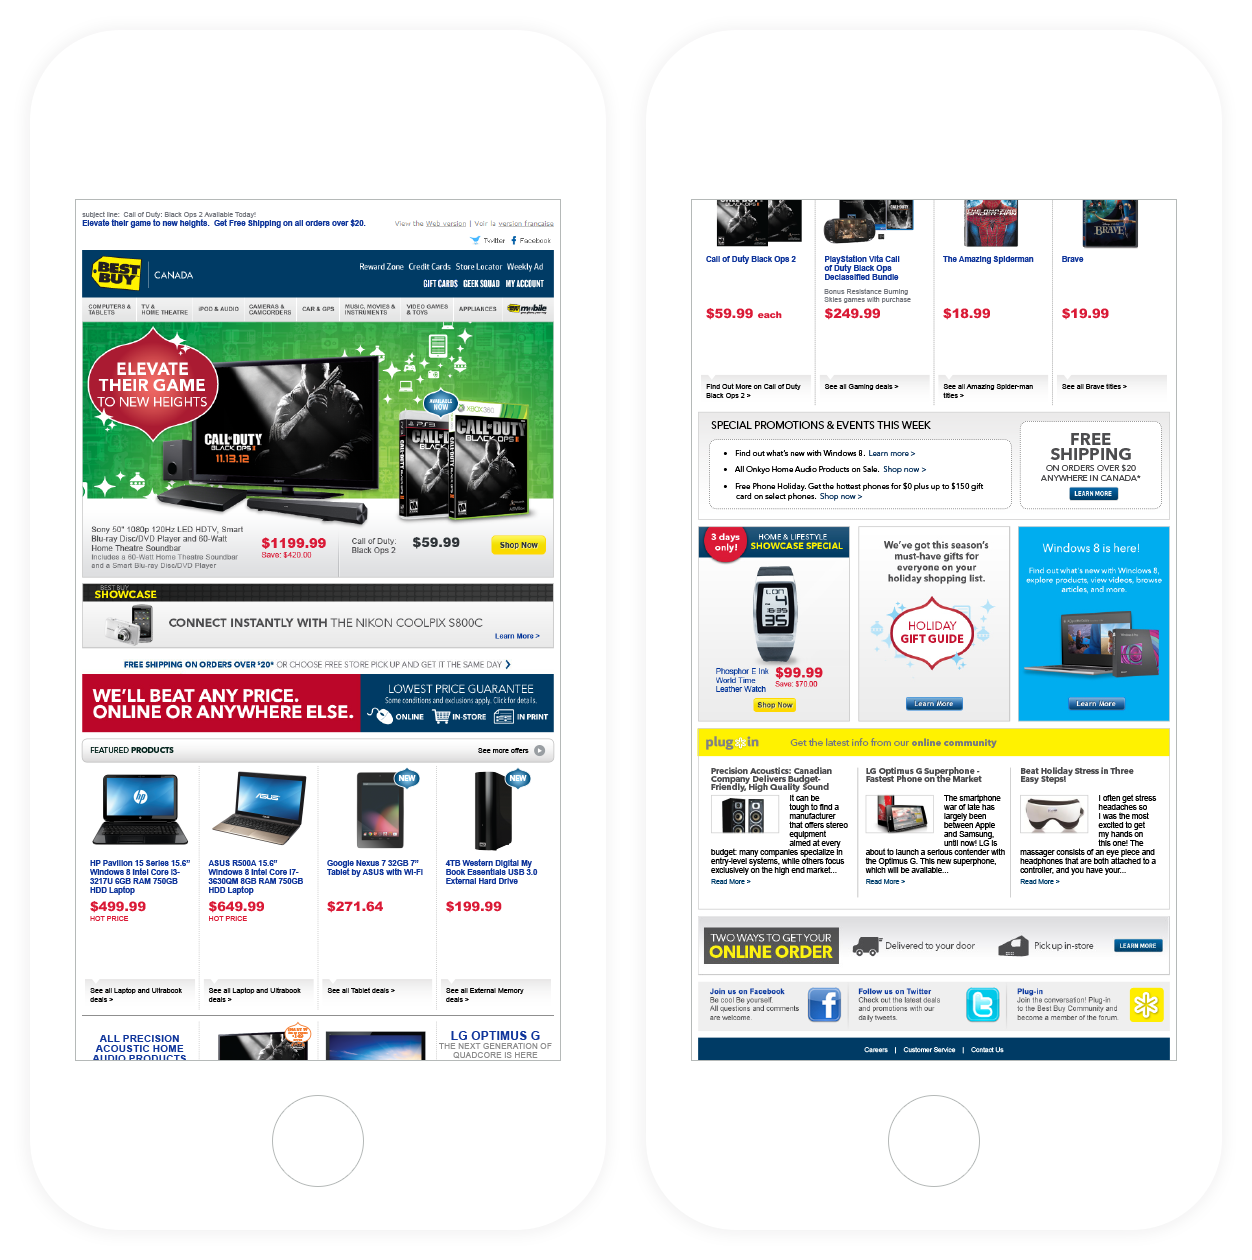 subject line: Call of Duty: Black Ops 2 Available Today!
Elevate their game to new heights. Get Free Shipping on all orders over $20.
View the Web version | Voir la version française
Twitter Facebook
BEST BUY
CANADA
Reward Zone Credit Cards Store Locator Weekly Ad
GIFT CARDS GEEK SQUAD MY ACCOUNT
COMPUTERS & TABLETS
TV & HOME THEATRE
IPOD & AUDIO
CAMERAS & CAMCORDERS
CAR & GPS
MUSIC, MOVIES & INSTRUMENTS
VIDEO GAMES & TOYS
APPLIANCES
mobile
ELEVATE
THEIR GAME
TO NEW HEIGHTS
CALL OF DUTY
BLACK OPS II
11.13.12
AVAILABLE
NOW
PS3
XBOX 360
CALL OF DUTY
BLACK OPS II
Sony 50" 1080p 120Hz LED HDTV, Smart
Blu-ray Disc/DVD Player and 60-Watt
Home Theatre Soundbar
Includes a 60-Watt Home Theatre Soundbar
and a Smart Blu-ray Disc/DVD Player
$1199.99
Save: $420.00
Call of Duty:
Black Ops 2
$59.99
Shop Now
BEST BUY
SHOWCASE
CONNECT INSTANTLY WITH THE NIKON COOLPIX S800C
Learn More >
FREE SHIPPING ON ORDERS OVER $20* OR CHOOSE FREE STORE PICK UP AND GET IT THE SAME DAY
WE'LL BEAT ANY PRICE.
ONLINE OR ANYWHERE ELSE.
LOWEST PRICE GUARANTEE
Some conditions and exclusions apply. Click for details.
ONLINE IN-STORE IN PRINT
FEATURED PRODUCTS
See more offers
NEW
NEW
HP Pavilion 15 Series 15.6"
Windows 8 Intel Core i3-
3217U 6GB RAM 750GB
HDD Laptop
$499.99
HOT PRICE
See all Laptop and Ultrabook
deals >
ASUS R500A 15.6"
Windows 8 Intel Core i7-
3630QM 8GB RAM 750GB
HDD Laptop
$649.99
HOT PRICE
See all Laptop and Ultrabook
deals >
Google Nexus 7 32GB 7"
Tablet by ASUS with Wi-Fi
$271.64
See all Tablet deals >
4TB Western Digital My
Book Essentials USB 3.0
External Hard Drive
$199.99
See all External Memory
deals >
ALL PRECISION
ACOUSTIC HOME
AUDIO PRODUCTS
LG OPTIMUS G
THE NEXT GENERATION OF
QUADCORE IS HERE
BRAVE
Call of Duty Black Ops 2
$59.99 each
Find Out More on Call of Duty
Black Ops 2 >
PlayStation Vita Call
of Duty Black Ops
Declassified Bundle
Bonus Resistance Burning
Skies games with purchase
$249.99
See all Gaming deals >
The Amazing Spiderman
$18.99
See all Amazing Spider-man
titles >
Brave
$19.99
See all Brave titles >
SPECIAL PROMOTIONS & EVENTS THIS WEEK
• Find out what's new with Windows 8. Learn more >
• All Onkyo Home Audio Products on Sale. Shop now >
• Free Phone Holiday. Get the hottest phones for $0 plus up to $150 gift
card on select phones. Shop now >
FREE
SHIPPING
ON ORDERS OVER $20
ANYWHERE IN CANADA*
LEARN MORE
3 days
only!
HOME & LIFESTYLE
SHOWCASE SPECIAL
Phosphor E Ink
World Time
Leather Watch
$99.99
Save: $70.00
Shop Now
We've got this season's
must-have gifts for
everyone on your
holiday shopping list.
HOLIDAY
GIFT GUIDE
Learn More
Windows 8 is here!
Find out what's new with Windows 8,
explore products, view videos, browse
articles, and more.
Learn More
plug in
Get the latest info from our online community
Precision Acoustics: Canadian
Company Delivers Budget-
Friendly, High Quality Sound
It can be
tough to find a
manufacturer
that offers stereo
equipment
aimed at every
budget: many companies specialize in
entry-level systems, while others focus
exclusively on the high end market...
Read More >
LG Optimus G Superphone -
Fastest Phone on the Market
The smartphone
war of late has
largely been
between Apple
and Samsung,
until now! LG is
about to launch a serious contender with
the Optimus G. This new superphone,
which will be available...
Read More >
Beat Holiday Stress in Three
Easy Steps!
I often get stress
headaches so
I was the most
excited to get
my hands on
this one! The
massager consists of an eye piece and
headphones that are both attached to a
controller, and you have your...
Read More >
TWO WAYS TO GET YOUR
ONLINE ORDER
Delivered to your door
Pick up in-store
LEARN MORE
Join us on Facebook
Be cool Be yourself.
All questions and comments
are welcome.
Follow us on Twitter
Check out the latest deals
and promotions with our
daily tweets.
Plug-in
Join the conversation! Plug-in
to the Best Buy Community and
become a member of the forum.
Careers | Customer Service | Contact Us